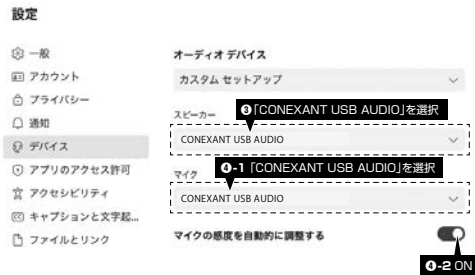 設定
一般
アカウント
プライバシー
通知
デバイス
アプリのアクセス許可
アクセシビリティ
キャプションと文字起...
ファイルとリンク
オーディオ デバイス
カスタム セットアップ
スピーカー
❸「CONEXANT USB AUDIO」を選択
CONEXANT USB AUDIO
マイク
❹-1「CONEXANT USB AUDIO」を選択
CONEXANT USB AUDIO
マイクの感度を自動的に調整する
❹-2 ON